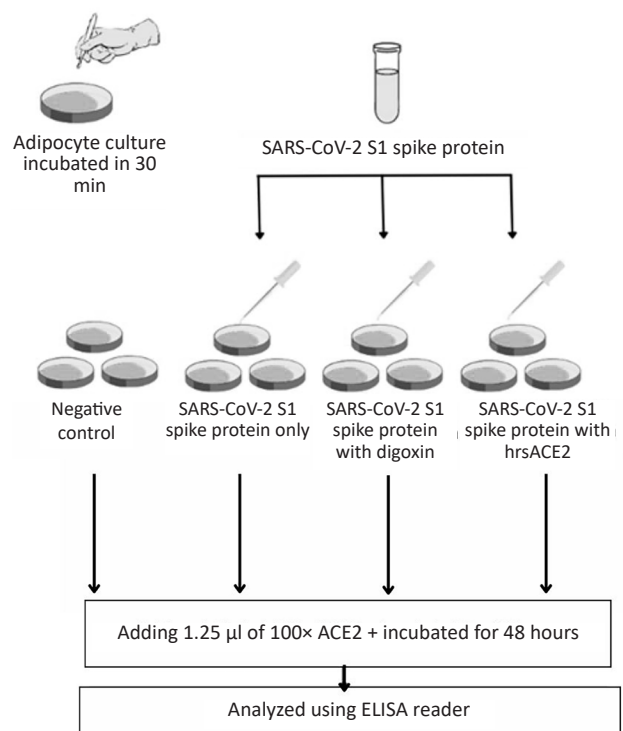 Adipocyte culture
incubated in 30
min
SARS-CoV-2 S1 spike protein
Negative
control
SARS-CoV-2 S1
spike protein only
SARS-CoV-2 S1
spike protein
with digoxin
SARS-CoV-2 S1
spike protein with
hrsACE2
Adding 1.25 μl of 100× ACE2 + incubated for 48 hours
Analyzed using ELISA reader